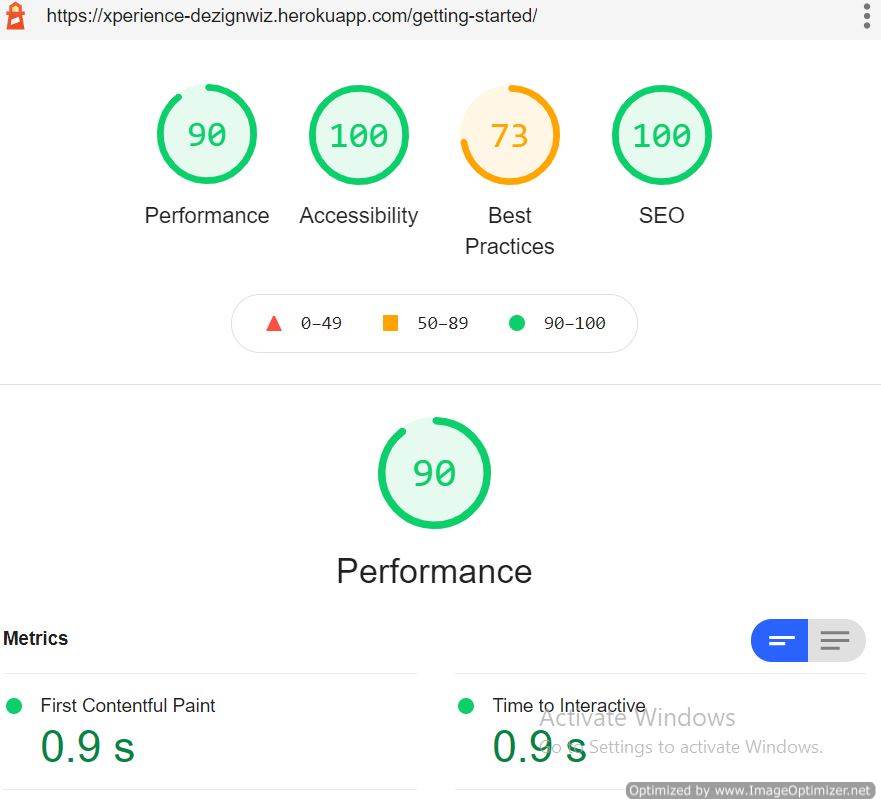 https://xperience-dezignwiz.herokuapp.com/getting-started/
90 100 73 100
Performance Accessibility Best Practices SEO
0–49 50–89 90–100
90
Performance
Metrics
First Contentful Paint Time to Interactive
0.9 s 0.9 s
Activate Windows
Go to Settings to activate Windows.
Optimized by www.ImageOptimizer.net